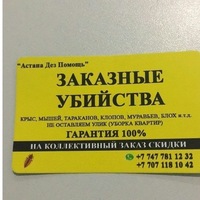 "Астана Дез Помощь"
ЗАКАЗНЫЕ
УБИЙСТВА
КРЫС, МЫШЕЙ, ТАРАКАНОВ, КЛОПОВ, МУРАВЬЕВ, БЛОХ и.т.д.
НЕ ОСТАВЛЯЕМ УЛИК (УБОРКА КВАРТИР)
ГАРАНТИЯ 100%
НА КОЛЛЕКТИВНЫЙ ЗАКАЗ СКИДКИ
+7 747 781 12 32
+7 707 118 10 42